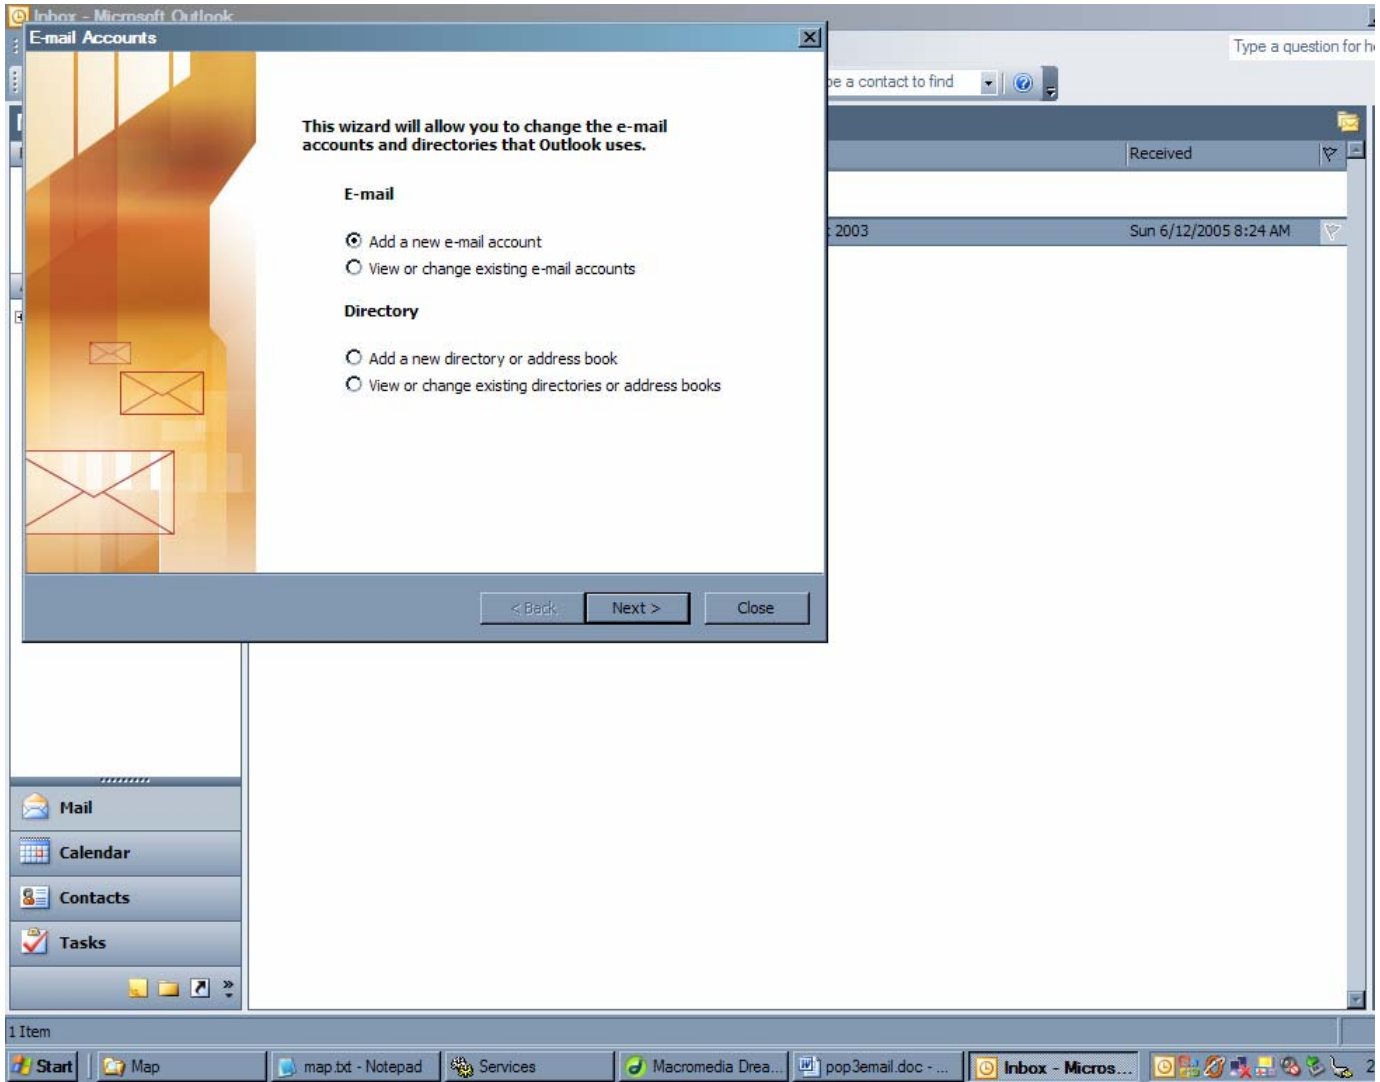 Inbox - Microsoft Outlook
E-mail Accounts
Type a question for h
pe a contact to find
This wizard will allow you to change the e-mail
accounts and directories that Outlook uses.
E-mail
Add a new e-mail account
View or change existing e-mail accounts
Directory
Add a new directory or address book
View or change existing directories or address books
< Back
Next >
Close
Received
2003
Sun 6/12/2005 8:24 AM
Mail
Calendar
Contacts
Tasks
1 Item
Start
Map
map.txt - Notepad
Services
Macromedia Drea...
pop3email.doc - ...
Inbox - Micros...
2